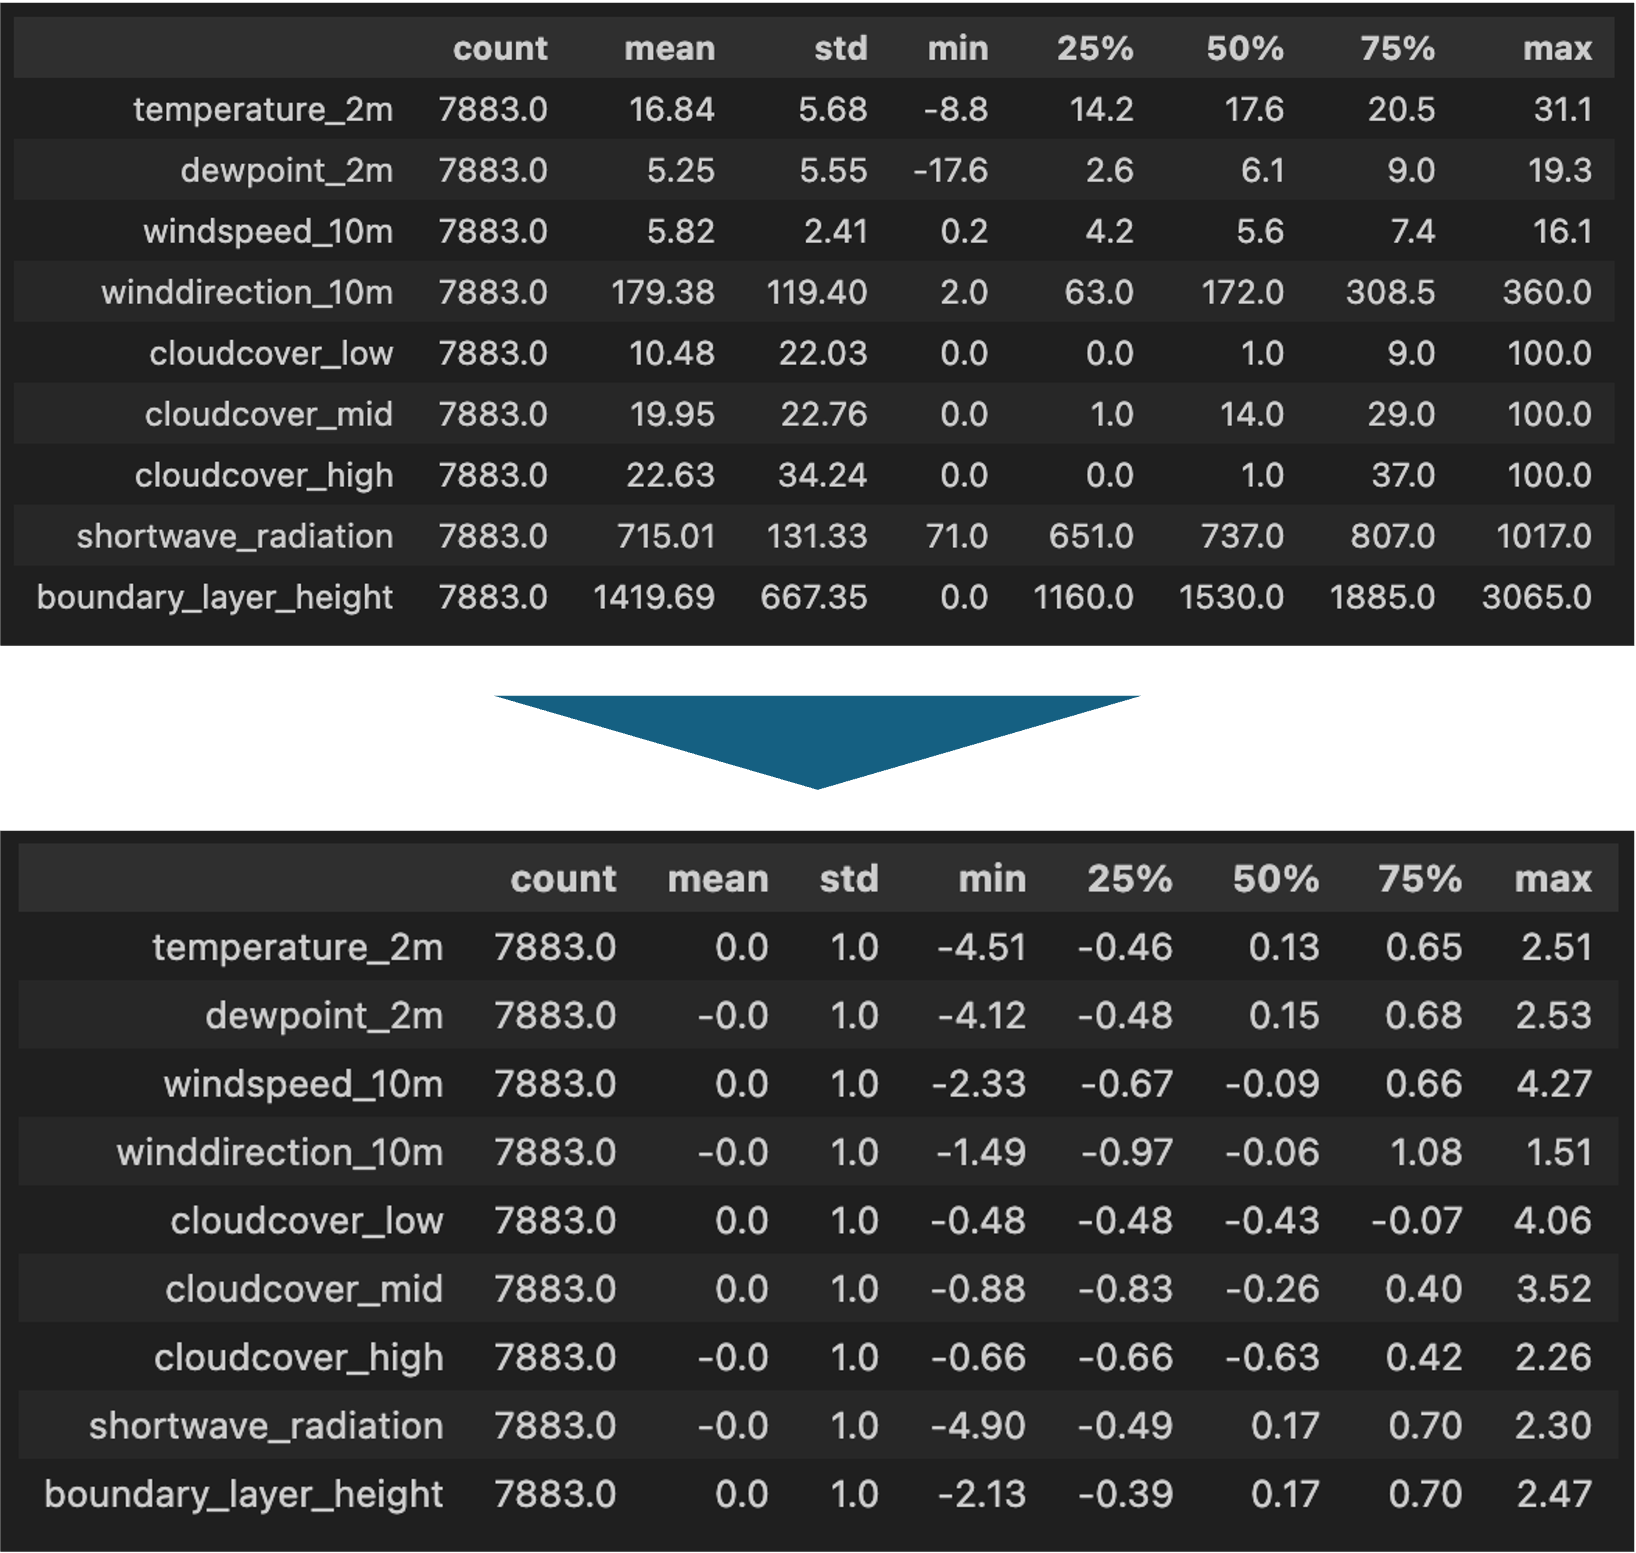 count mean std min 25% 50% 75% max
temperature_2m 7883.0 16.84 5.68 -8.8 14.2 17.6 20.5 31.1
dewpoint_2m 7883.0 5.25 5.55 -17.6 2.6 6.1 9.0 19.3
windspeed_10m 7883.0 5.82 2.41 0.2 4.2 5.6 7.4 16.1
winddirection_10m 7883.0 179.38 119.40 2.0 63.0 172.0 308.5 360.0
cloudcover_low 7883.0 10.48 22.03 0.0 0.0 1.0 9.0 100.0
cloudcover_mid 7883.0 19.95 22.76 0.0 1.0 14.0 29.0 100.0
cloudcover_high 7883.0 22.63 34.24 0.0 0.0 1.0 37.0 100.0
shortwave_radiation 7883.0 715.01 131.33 71.0 651.0 737.0 807.0 1017.0
boundary_layer_height 7883.0 1419.69 667.35 0.0 1160.0 1530.0 1885.0 3065.0
count mean std min 25% 50% 75% max
temperature_2m 7883.0 0.0 1.0 -4.51 -0.46 0.13 0.65 2.51
dewpoint_2m 7883.0 -0.0 1.0 -4.12 -0.48 0.15 0.68 2.53
windspeed_10m 7883.0 0.0 1.0 -2.33 -0.67 -0.09 0.66 4.27
winddirection_10m 7883.0 -0.0 1.0 -1.49 -0.97 -0.06 1.08 1.51
cloudcover_low 7883.0 0.0 1.0 -0.48 -0.48 -0.43 -0.07 4.06
cloudcover_mid 7883.0 0.0 1.0 -0.88 -0.83 -0.26 0.40 3.52
cloudcover_high 7883.0 -0.0 1.0 -0.66 -0.66 -0.63 0.42 2.26
shortwave_radiation 7883.0 -0.0 1.0 -4.90 -0.49 0.17 0.70 2.30
boundary_layer_height 7883.0 0.0 1.0 -2.13 -0.39 0.17 0.70 2.47